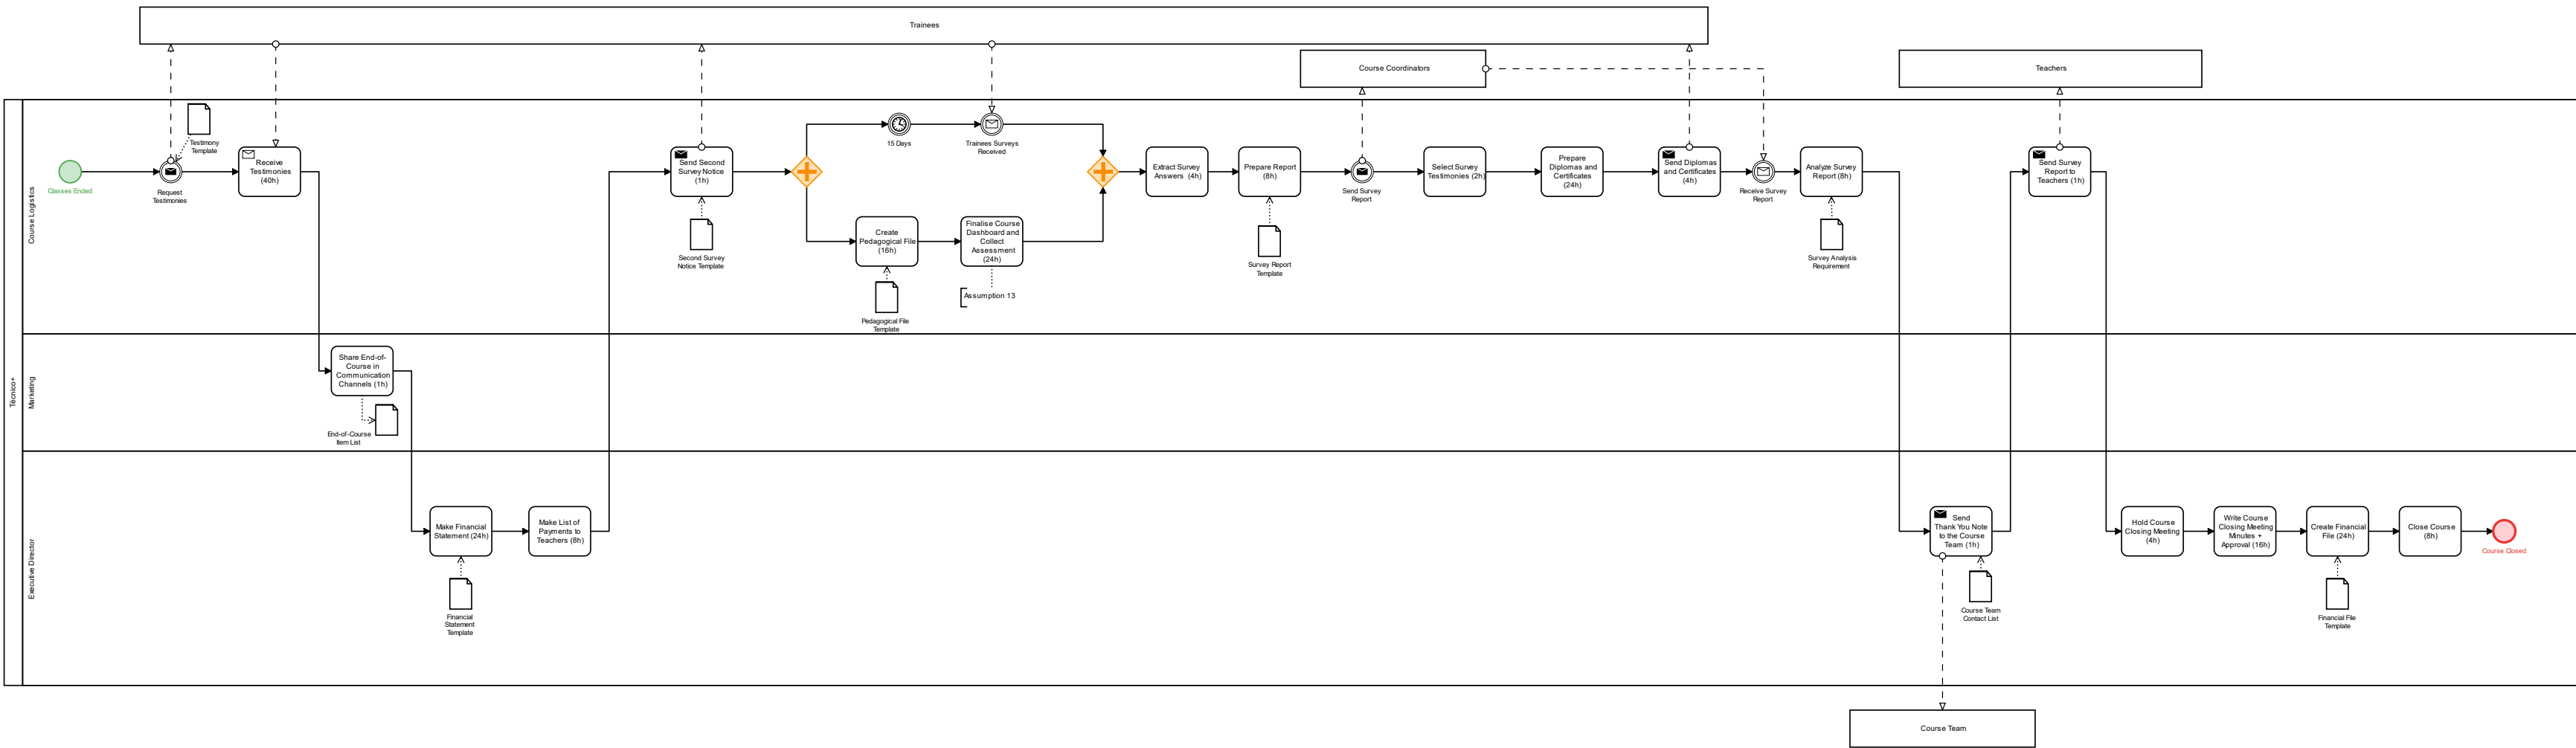 Trainees
Course Coordinators
Teachers
Técnico+
Course Logistics
Marketing
Executive Director
Classes Ended
Testimony
Template
Request
Testimonies
Receive
Testimonies
(40h)
Send Second
Survey Notice
(1h)
Second Survey
Notice Template
15 Days
Trainees Surveys
Received
Create
Pedagogical File
(16h)
Pedagogical File
Template
Finalise Course
Dashboard and
Collect
Assessment
(24h)
Assumption 13
Extract Survey
Answers (4h)
Prepare Report
(8h)
Survey Report
Template
Send Survey
Report
Select Survey
Testimonies (2h)
Prepare
Diplomas and
Certificates
(24h)
Send Diplomas
and Certificates
(4h)
Receive Survey
Report
Analyze Survey
Report (8h)
Survey Analysis
Requirement
Send Survey
Report to
Teachers (1h)
Share End-of-
Course in
Communication
Channels (1h)
End-of-Course
Item List
Make Financial
Statement (24h)
Financial
Statement
Template
Make List of
Payments to
Teachers (8h)
Send
Thank You Note
to the Course
Team (1h)
Course Team
Contact List
Hold Course
Closing Meeting
(4h)
Write Course
Closing Meeting
Minutes +
Approval (16h)
Create Financial
File (24h)
Financial File
Template
Close Course
(8h)
Course Closed
Course Team